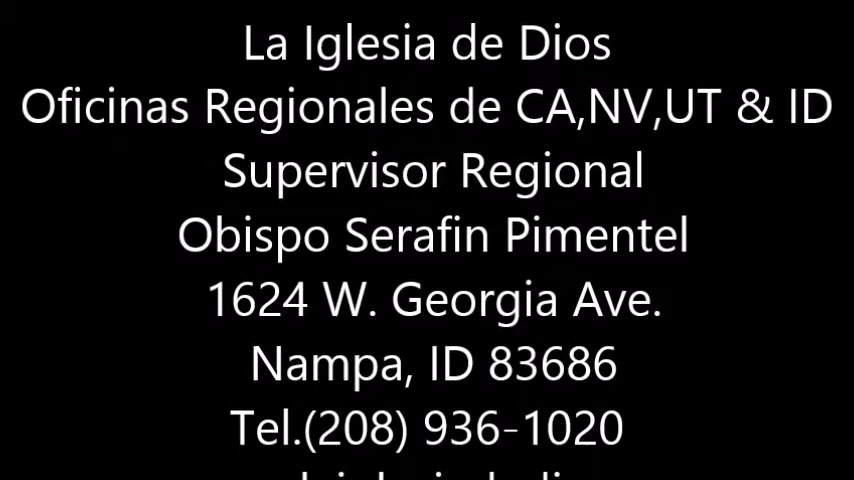 La Iglesia de Dios
Oficinas Regionales de CA,NV,UT & ID
Supervisor Regional
Obispo Serafin Pimentel
1624 W. Georgia Ave.
Nampa, ID 83686
Tel.(208) 936-1020